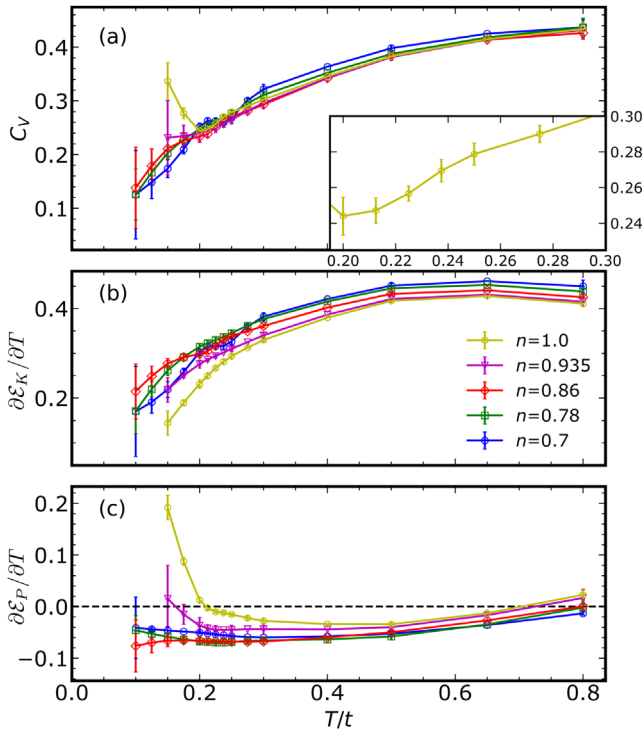 (a)
C_V
0.4
0.3
0.2
0.1
0.30
0.28
0.26
0.24
0.20 0.22 0.24 0.26 0.28 0.30
(b)
∂ℰ_K/∂T
0.4
0.2
n=1.0
n=0.935
n=0.86
n=0.78
n=0.7
(c)
∂ℰ_P/∂T
0.2
0.1
0.0
−0.1
0.0 0.2 0.4 0.6 0.8
T/t